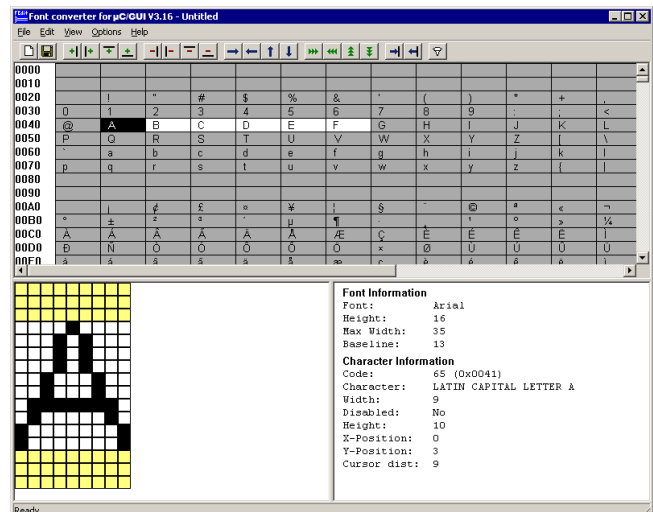 Font converter for µC/GUI V3.16 - Untitled
File Edit View Options Help
0000
0010
0020 ! " # $ % & ' ( ) * + ,
0030 0 1 2 3 4 5 6 7 8 9 : ; <
0040 @ A B C D E F G H I J K L
0050 P Q R S T U V W X Y Z [ \
0060 ` a b c d e f g h i j k l
0070 p q r s t u v w x y z { |
0080
0090
00A0 ¡ ¢ £ ¤ ¥ ¦ § ¨ © ª « ¬
00B0 ° ± ² ³ ´ µ ¶ · ¸ ¹ º » ¼
00C0 À Á Â Ã Ä Å Æ Ç È É Ê Ë Ì
00D0 Ð Ñ Ò Ó Ô Õ Ö × Ø Ù Ú Û Ü
00E0
Font Information
Font: Arial
Height: 16
Max Width: 35
Baseline: 13
Character Information
Code: 65 (0x0041)
Character: LATIN CAPITAL LETTER A
Width: 9
Disabled: No
Height: 10
X-Position: 0
Y-Position: 3
Cursor dist: 9
Ready